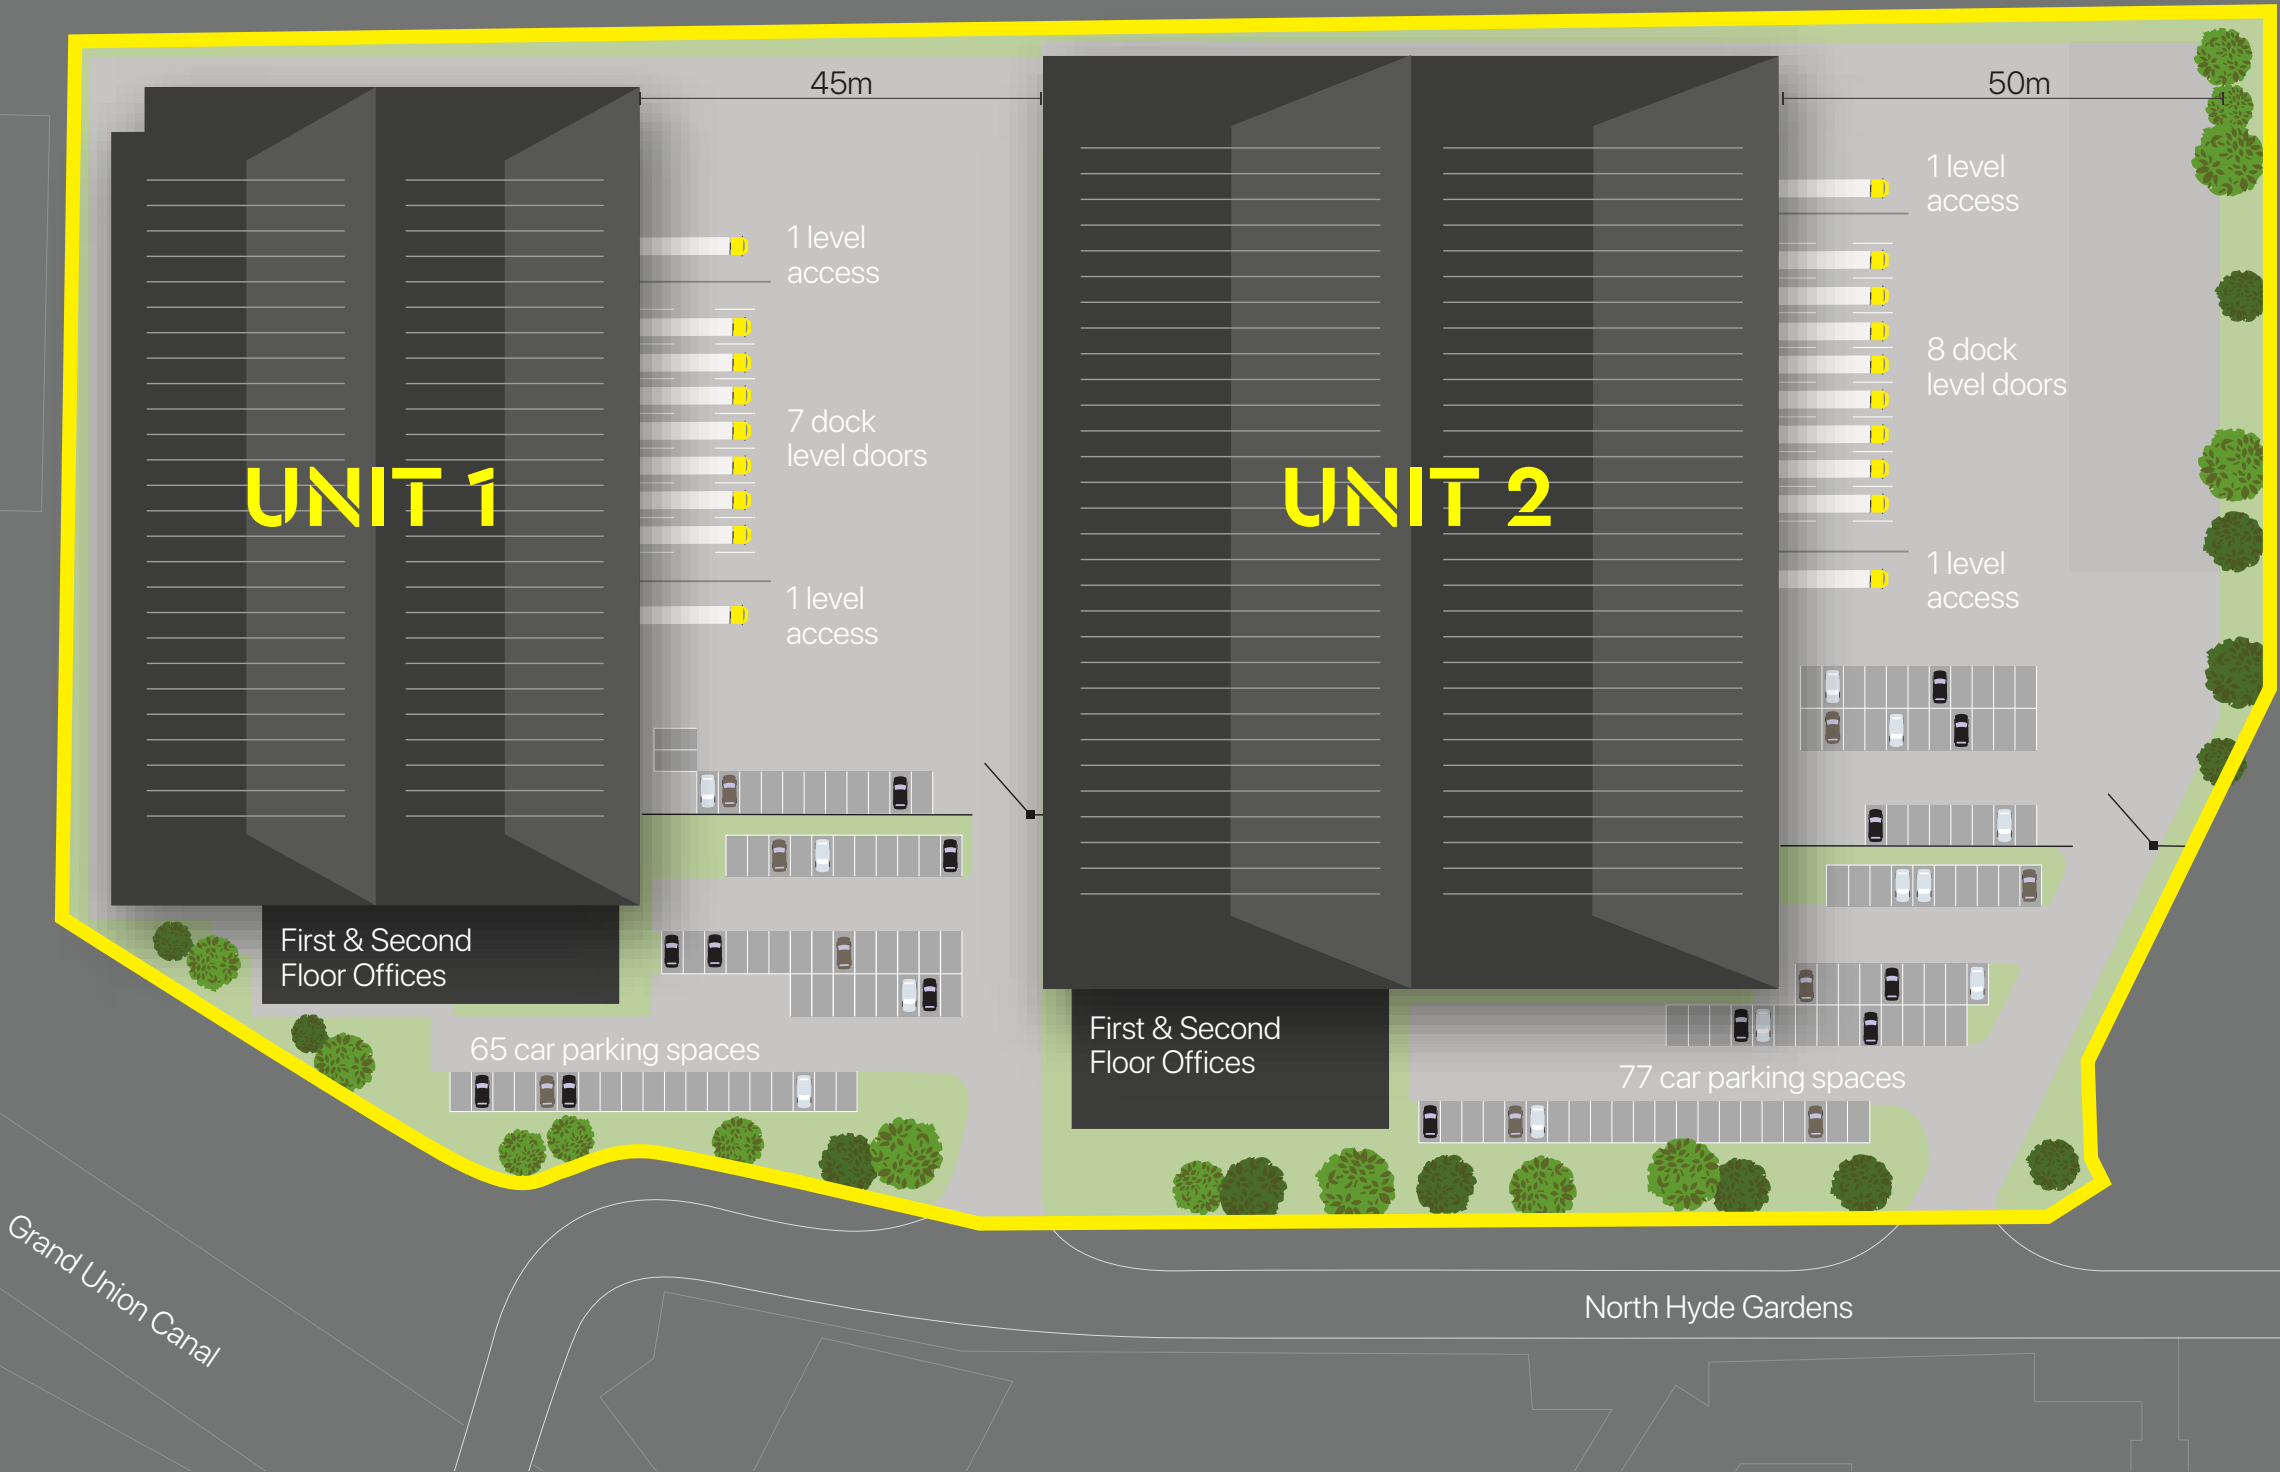 45m
50m
1 level
access
7 dock
level doors
1 level
access
UNIT 1
First & Second
Floor Offices
65 car parking spaces
1 level
access
8 dock
level doors
1 level
access
UNIT 2
First & Second
Floor Offices
77 car parking spaces
Grand Union Canal
North Hyde Gardens